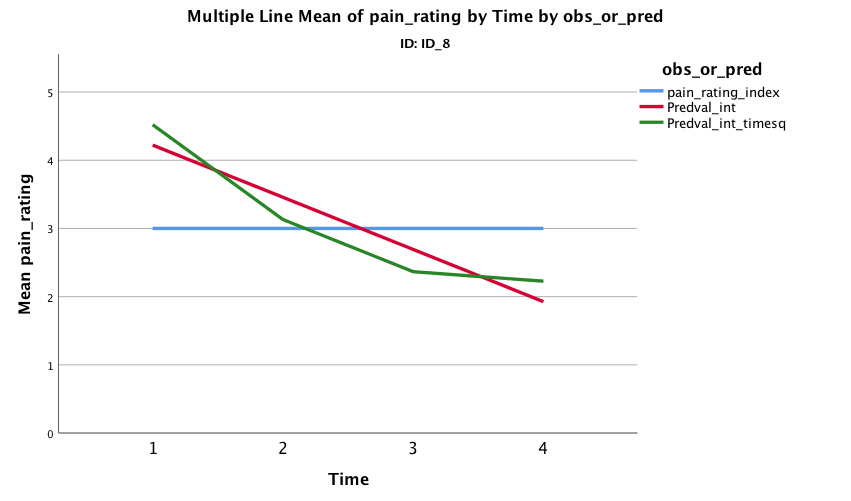 Multiple Line Mean of pain_rating by Time by obs_or_pred
ID: ID_8
obs_or_pred
pain_rating_index
Predval_int
Predval_int_timesq
Mean pain_rating
5
4
3
2
1
0
1 2 3 4
Time